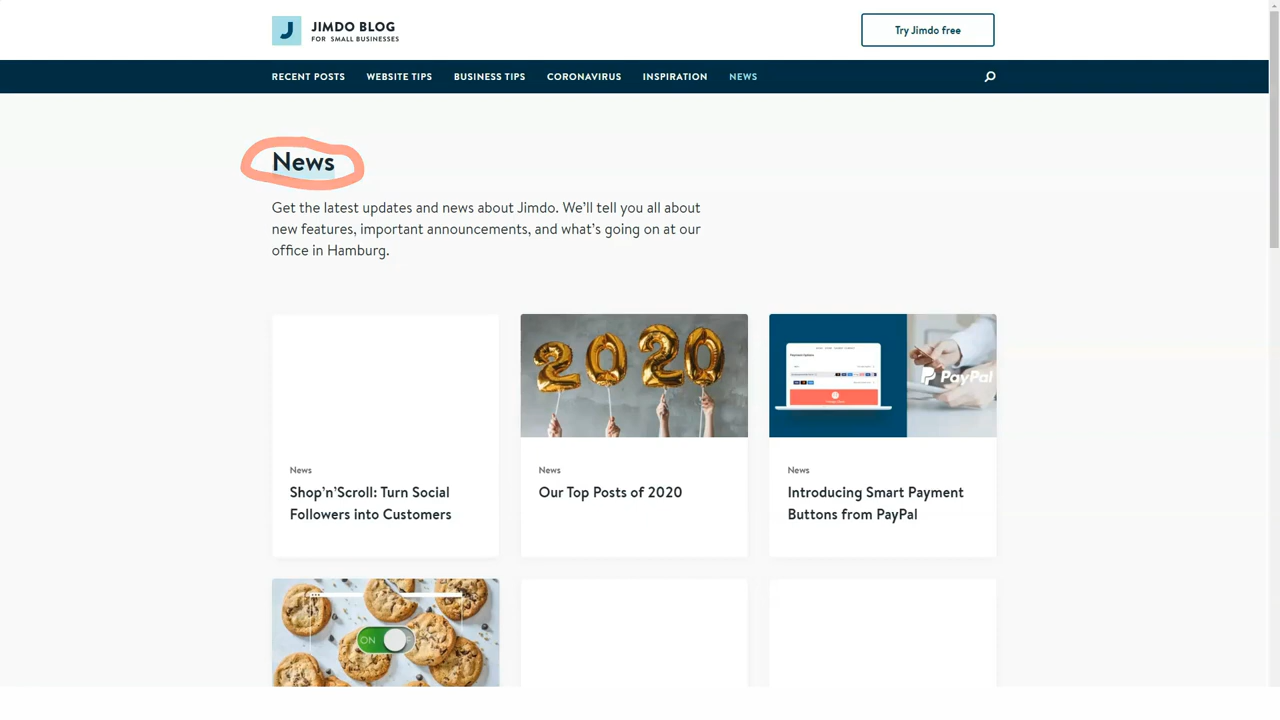 JIMDO BLOG
FOR SMALL BUSINESSES
Try Jimdo free
RECENT POSTS WEBSITE TIPS BUSINESS TIPS CORONAVIRUS INSPIRATION NEWS
News
Get the latest updates and news about Jimdo. We'll tell you all about
new features, important announcements, and what's going on at our
office in Hamburg.
2020
Payment Options
PayPal
News
Shop'n'Scroll: Turn Social
Followers into Customers
News
Our Top Posts of 2020
News
Introducing Smart Payment
Buttons from PayPal
ON